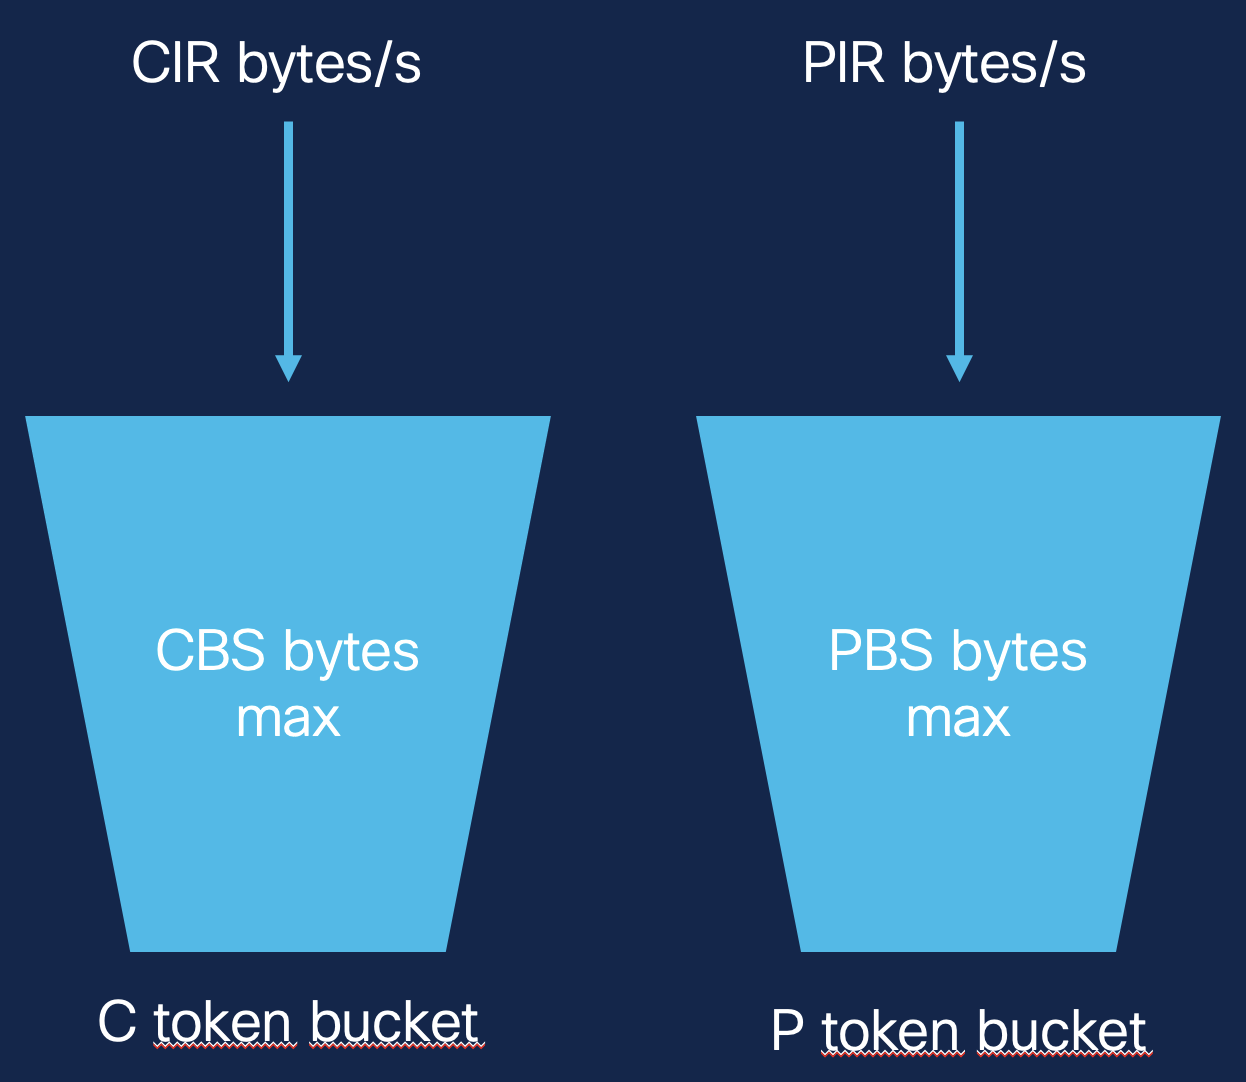 CIR bytes/s
PIR bytes/s
CBS bytes
max
PBS bytes
max
C token bucket
P token bucket